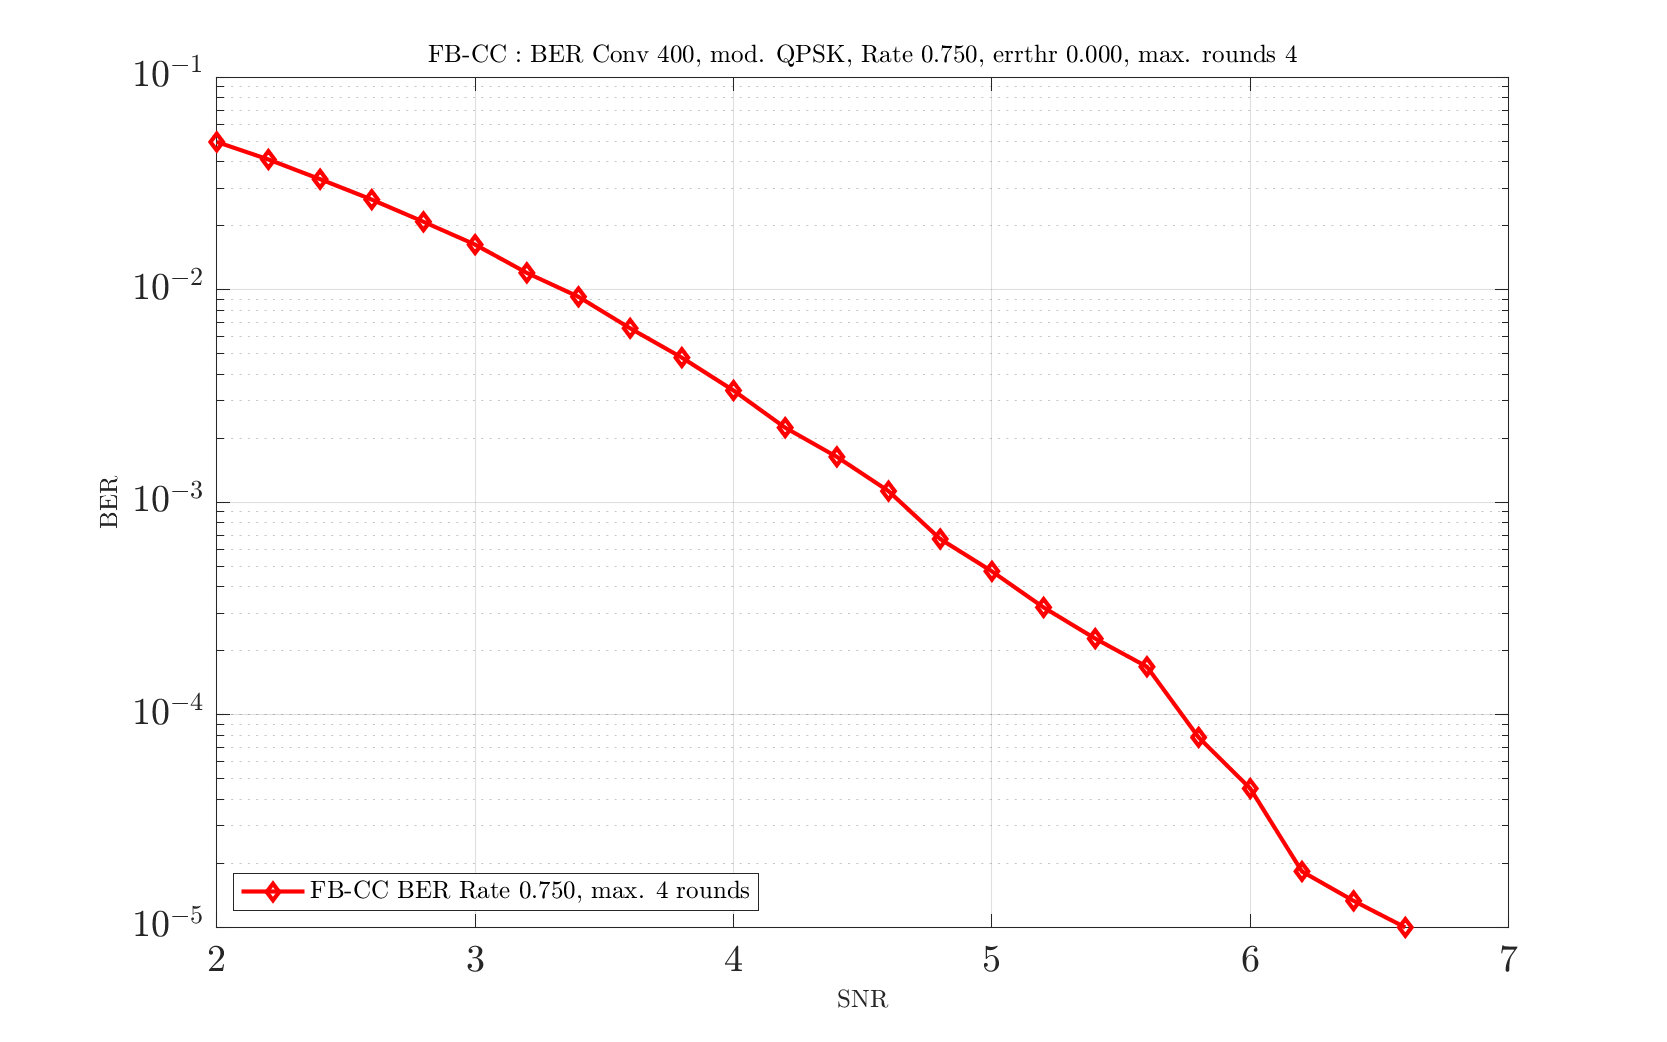 FB-CC : BER Conv 400, mod. QPSK, Rate 0.750, errthr 0.000, max. rounds 4
10⁻¹
10⁻²
10⁻³
10⁻⁴
10⁻⁵
BER
FB-CC BER Rate 0.750, max. 4 rounds
2 3 4 5 6 7
SNR